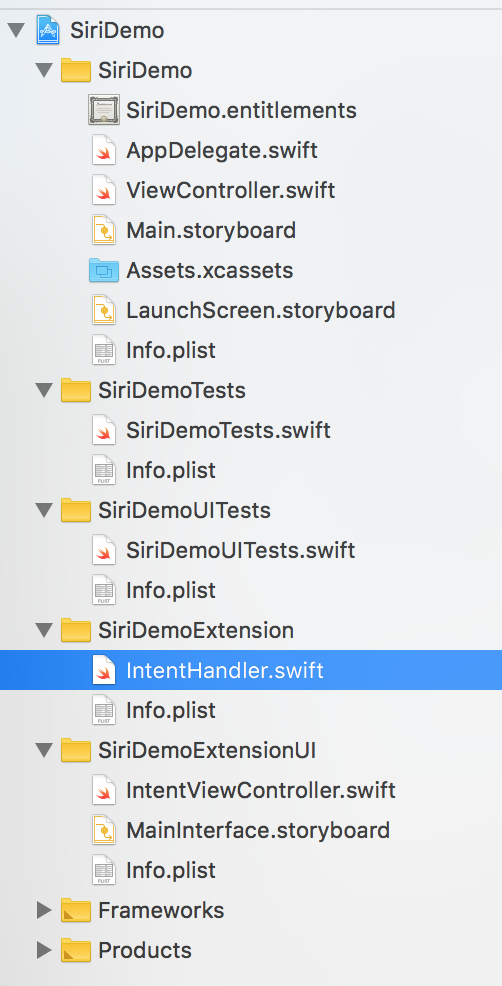 SiriDemo
SiriDemo
SiriDemo.entitlements
AppDelegate.swift
ViewController.swift
Main.storyboard
Assets.xcassets
LaunchScreen.storyboard
Info.plist
SiriDemoTests
SiriDemoTests.swift
Info.plist
SiriDemoUITests
SiriDemoUITests.swift
Info.plist
SiriDemoExtension
IntentHandler.swift
Info.plist
SiriDemoExtensionUI
IntentViewController.swift
MainInterface.storyboard
Info.plist
Frameworks
Products